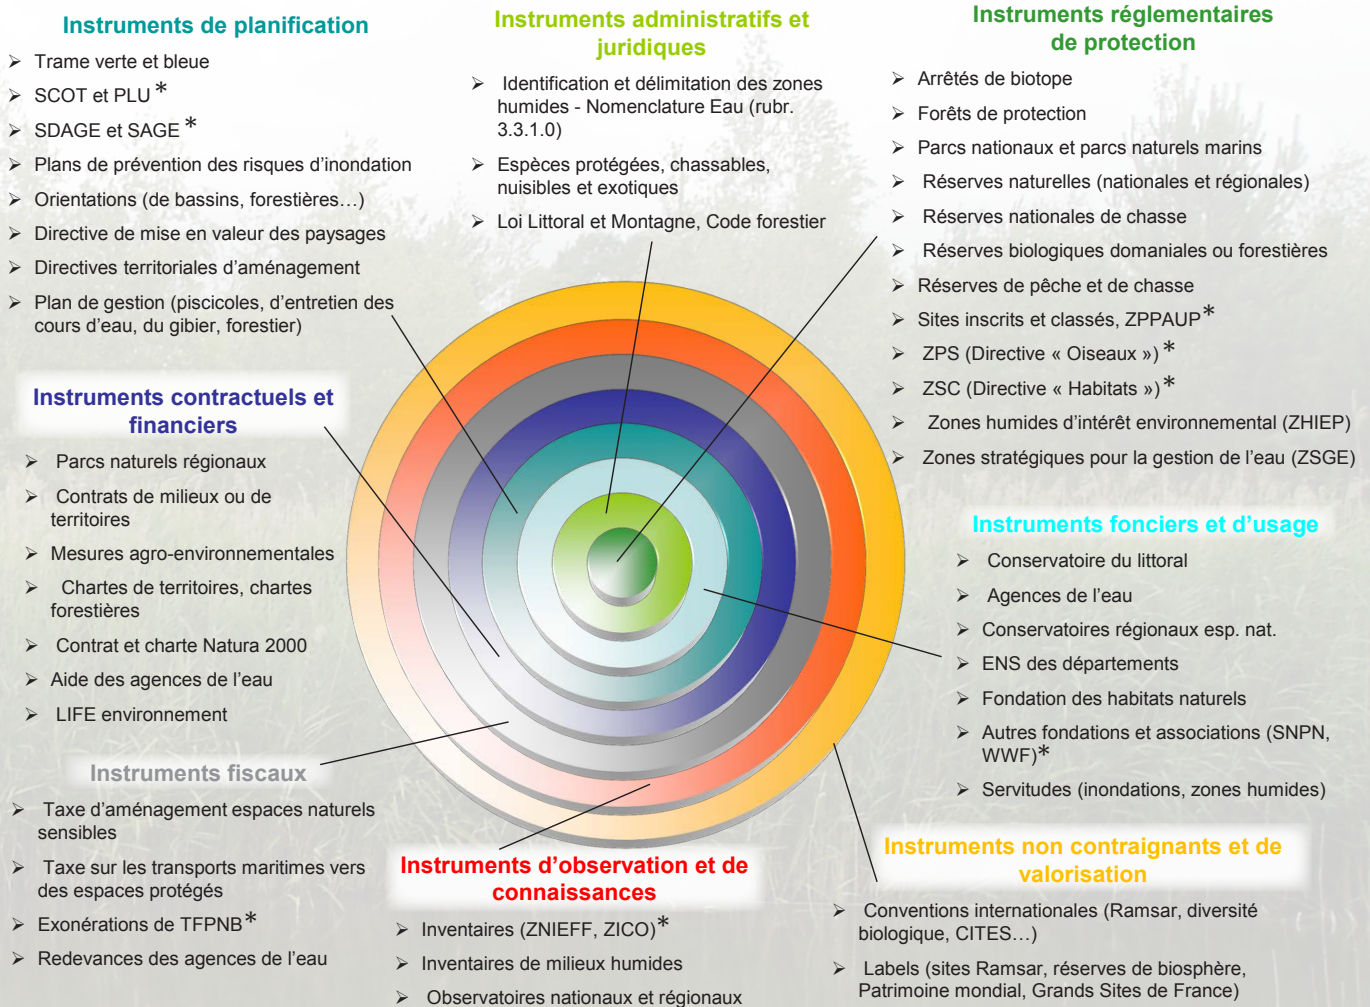 Instruments de planification
➢ Trame verte et bleue
➢ SCOT et PLU *
➢ SDAGE et SAGE *
➢ Plans de prévention des risques d'inondation
➢ Orientations (de bassins, forestières…)
➢ Directive de mise en valeur des paysages
➢ Directives territoriales d'aménagement
➢ Plan de gestion (piscicoles, d'entretien des
cours d'eau, du gibier, forestier)
Instruments administratifs et
juridiques
➢ Identification et délimitation des zones
humides - Nomenclature Eau (rubr.
3.3.1.0)
➢ Espèces protégées, chassables,
nuisibles et exotiques
➢ Loi Littoral et Montagne, Code forestier
Instruments réglementaires
de protection
➢ Arrêtés de biotope
➢ Forêts de protection
➢ Parcs nationaux et parcs naturels marins
➢ Réserves naturelles (nationales et régionales)
➢ Réserves nationales de chasse
➢ Réserves biologiques domaniales ou forestières
➢ Réserves de pêche et de chasse
➢ Sites inscrits et classés, ZPPAUP *
➢ ZPS (Directive « Oiseaux ») *
➢ ZSC (Directive « Habitats ») *
➢ Zones humides d'intérêt environnemental (ZHIEP)
➢ Zones stratégiques pour la gestion de l'eau (ZSGE)
Instruments contractuels et
financiers
➢ Parcs naturels régionaux
➢ Contrats de milieux ou de
territoires
➢ Mesures agro-environnementales
➢ Chartes de territoires, chartes
forestières
➢ Contrat et charte Natura 2000
➢ Aide des agences de l'eau
➢ LIFE environnement
Instruments fonciers et d'usage
➢ Conservatoire du littoral
➢ Agences de l'eau
➢ Conservatoires régionaux esp. nat.
➢ ENS des départements
➢ Fondation des habitats naturels
➢ Autres fondations et associations (SNPN,
WWF) *
➢ Servitudes (inondations, zones humides)
Instruments fiscaux
➢ Taxe d'aménagement espaces naturels
sensibles
➢ Taxe sur les transports maritimes vers
des espaces protégés
➢ Exonérations de TFPNB *
➢ Redevances des agences de l'eau
Instruments d'observation et de
connaissances
➢ Inventaires (ZNIEFF, ZICO) *
➢ Inventaires de milieux humides
➢ Observatoires nationaux et régionaux
Instruments non contraignants et de
valorisation
➢ Conventions internationales (Ramsar, diversité
biologique, CITES…)
➢ Labels (sites Ramsar, réserves de biosphère,
Patrimoine mondial, Grands Sites de France)